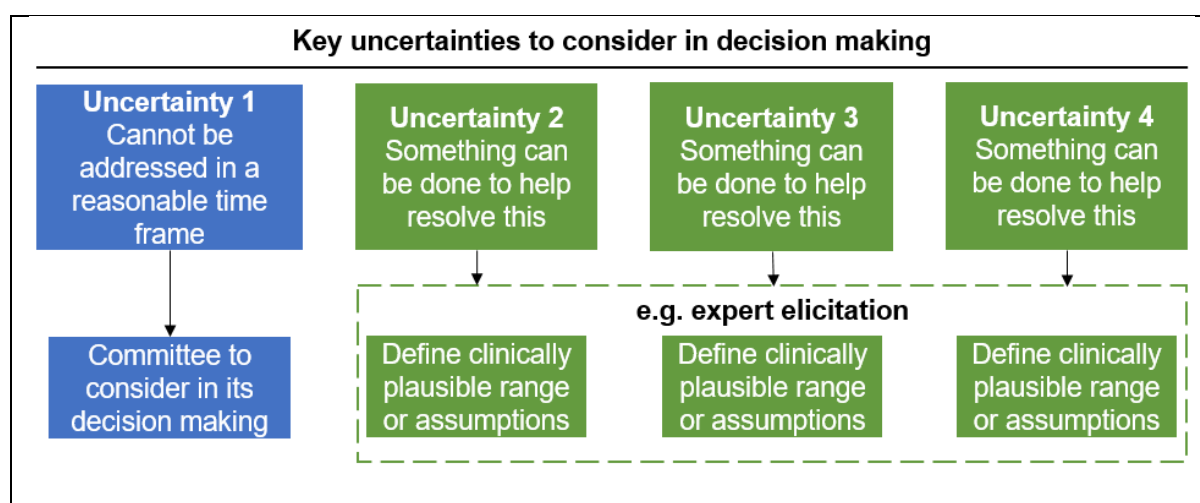 Key uncertainties to consider in decision making
Uncertainty 1
Cannot be
addressed in a
reasonable time
frame
Uncertainty 2
Something can
be done to help
resolve this
Uncertainty 3
Something can
be done to help
resolve this
Uncertainty 4
Something can
be done to help
resolve this
e.g. expert elicitation
Committee to
consider in its
decision making
Define clinically
plausible range
or assumptions
Define clinically
plausible range
or assumptions
Define clinically
plausible range
or assumptions